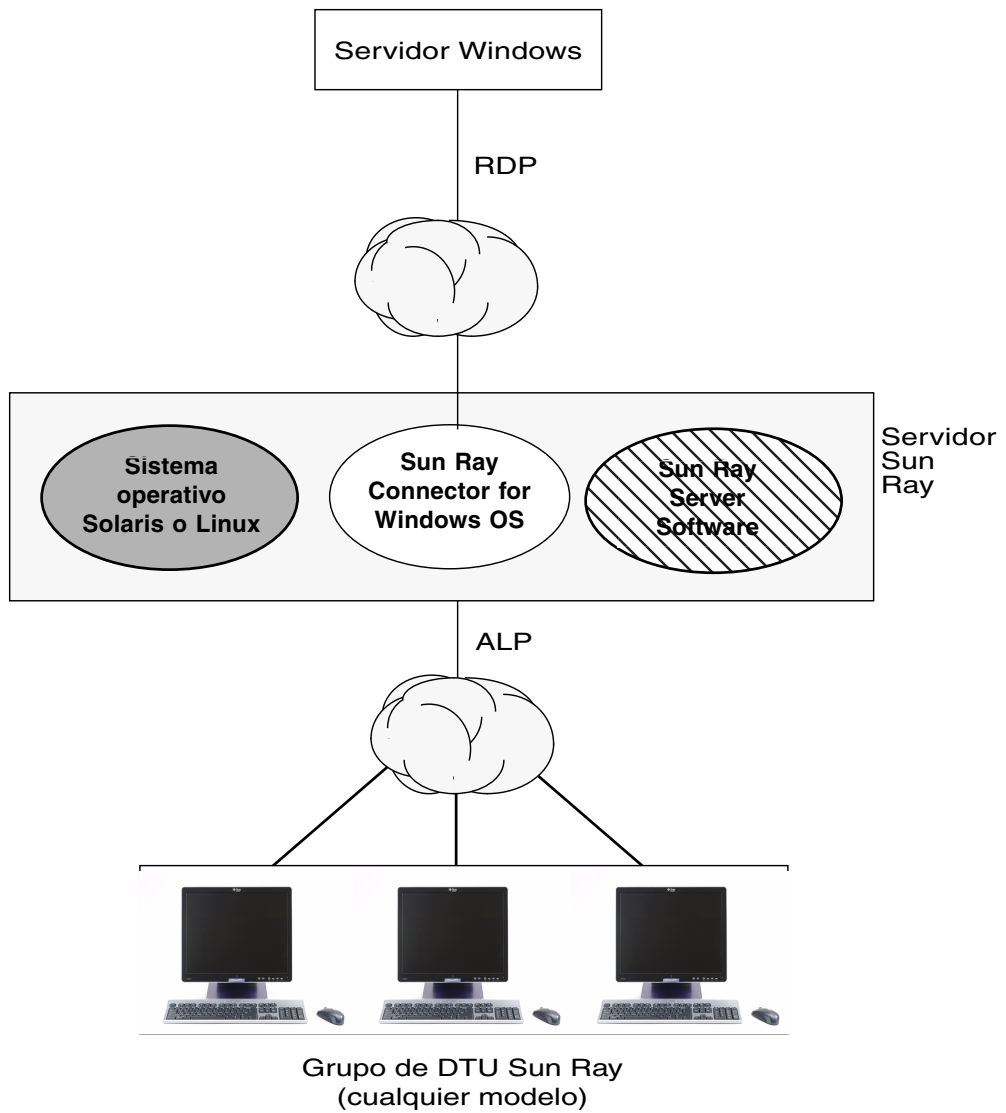 Servidor Windows
RDP
Sistema
operativo
Solaris o Linux
Sun Ray
Connector for
Windows OS
Sun Ray
Server
Software
Servidor
Sun
Ray
ALP
Grupo de DTU Sun Ray
(cualquier modelo)